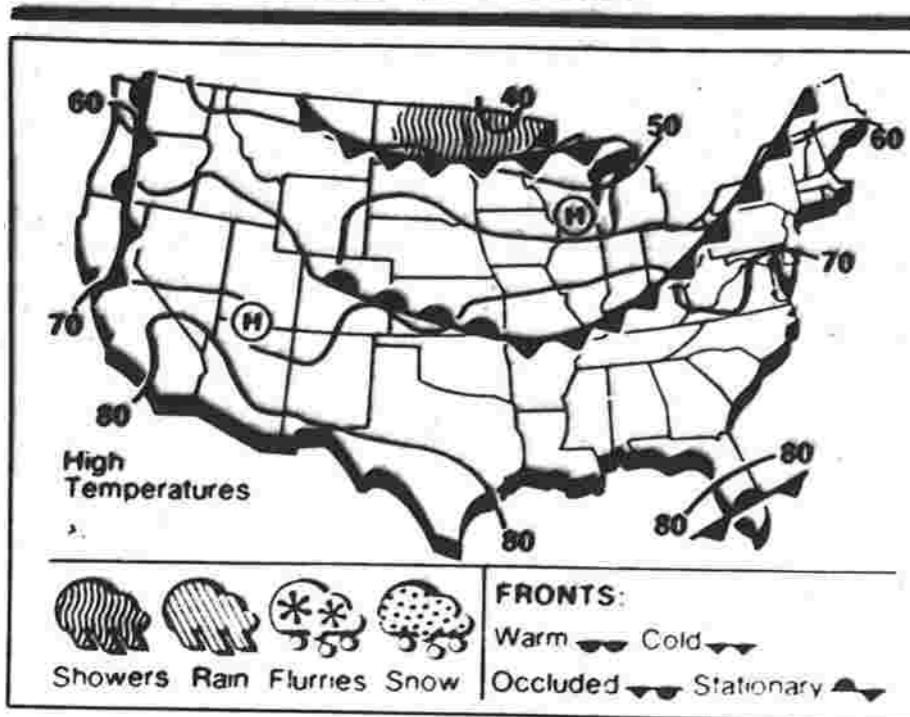 40
60
50
60
H
70
H
70
80
80
High
Temperatures
80
80
FRONTS:
Warm Cold
Showers Rain Flurries Snow
Occluded Stationary